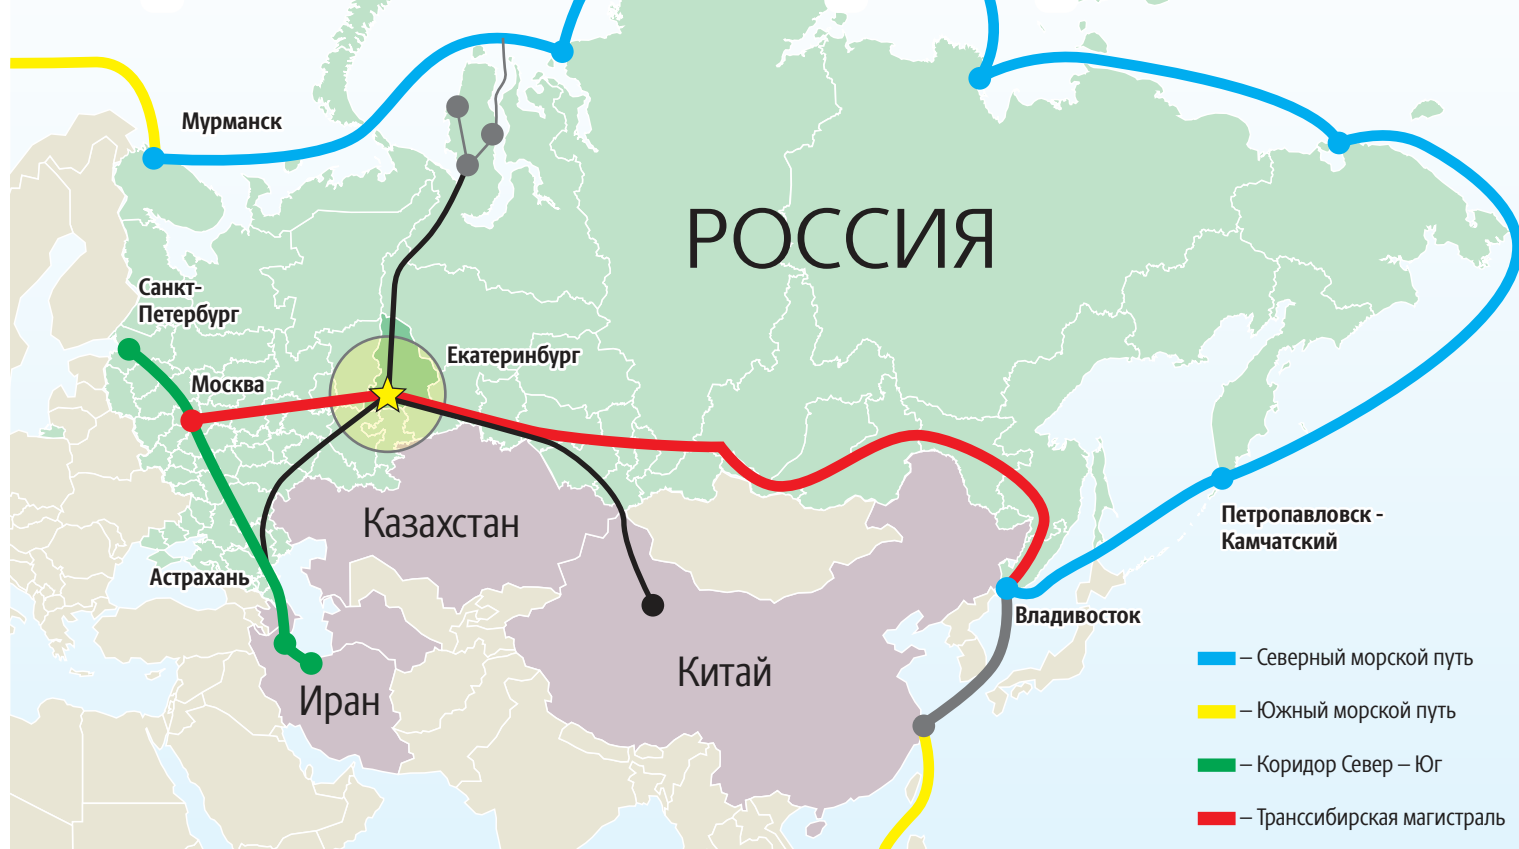 Мурманск
РОССИЯ
Санкт-
Петербург
Екатеринбург
Москва
Казахстан
Петропавловск -
Камчатский
Астрахань
Владивосток
Китай
Иран
– Северный морской путь
– Южный морской путь
– Коридор Север – Юг
– Транссибирская магистраль